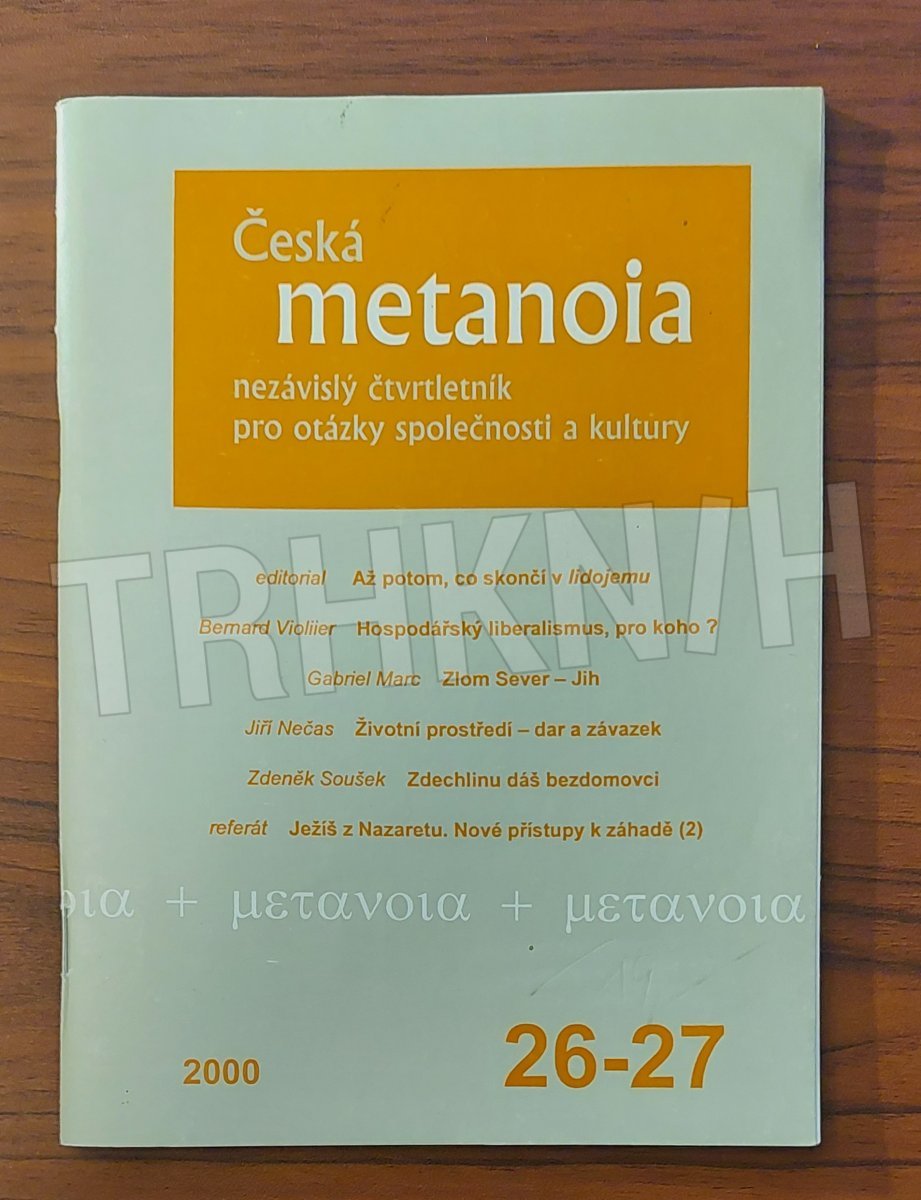 Česká
metanoia
nezávislý čtvrtletník
pro otázky společnosti a kultury
editorial Až potom, co skončí v lidojemu
Bernard Violiier Hospodářský liberalismus, pro koho ?
Gabriel Marc Zlom Sever – Jih
Jiří Nečas Životní prostředí – dar a závazek
Zdeněk Soušek Zdechlinu dáš bezdomovci
referát Ježíš z Nazaretu. Nové přístupy k záhadě (2)
οια + μετανοια + μετανοια
2000
26-27
TRHKNIH